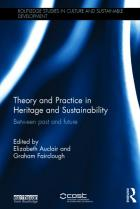 ROUTLEDGE STUDIES IN CULTURE AND SUSTAINABLE
DEVELOPMENT
Theory and Practice in
Heritage and Sustainability
Between past and future
Edited by
Elizabeth Auclair and
Graham Fairclough
cost